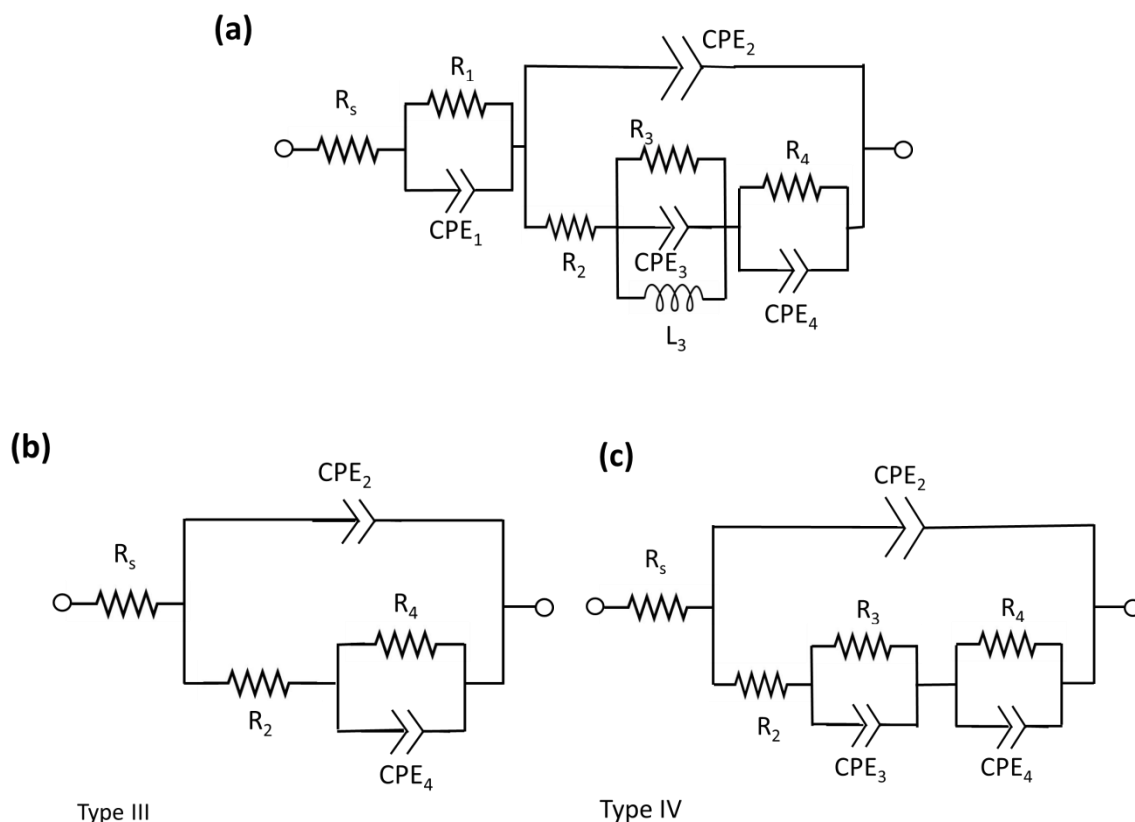 (a)
CPE₂
R₁
Rₛ
R₃
R₄
CPE₁
R₂
CPE₃
CPE₄
L₃
(b)
CPE₂
Rₛ
R₄
R₂
CPE₄
Type III
(c)
CPE₂
Rₛ
R₃
R₄
R₂
CPE₃
CPE₄
Type IV